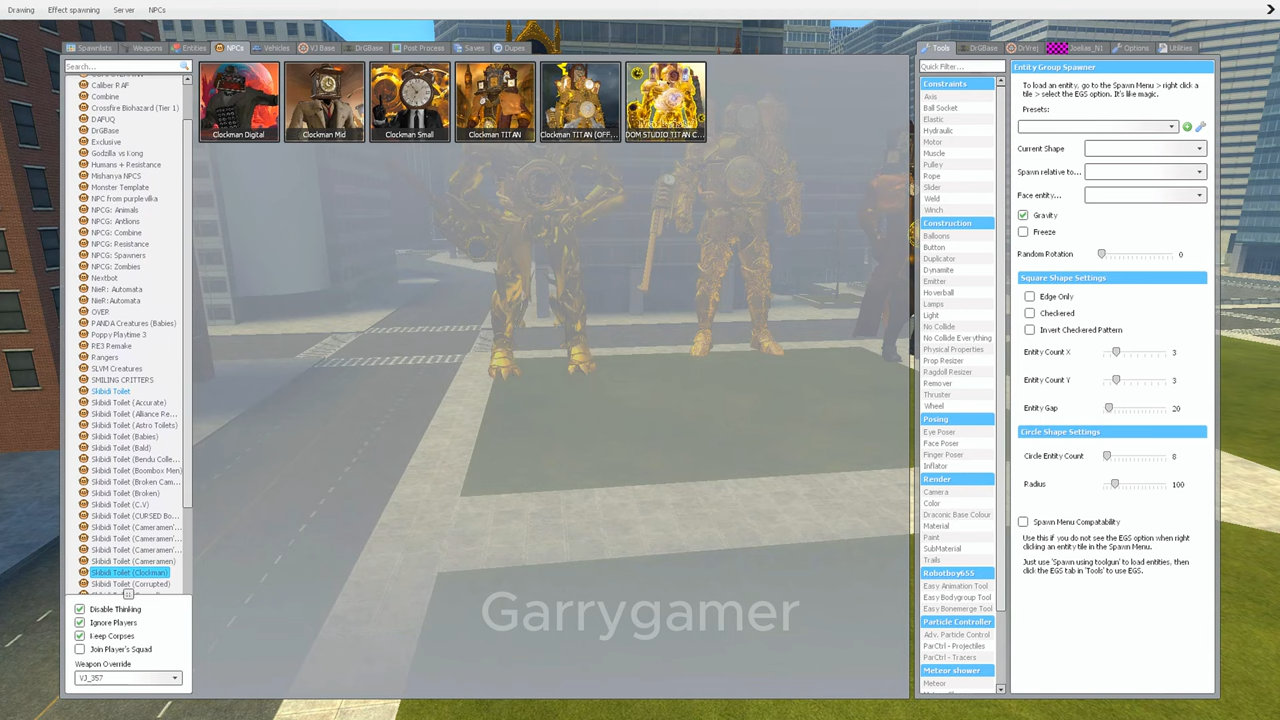 Drawing Effect spawning Server NPCs
Spawnlists Weapons Entities NPCs Vehicles VJ Base DrGBase Post Process Saves Dupes
Search...
Caliber RAF
Combine
Crossfire Biohazard (Tier 1)
DAFUQ
DrGBase
Exclusive
Godzilla vs Kong
Humans + Resistance
Mishanya NPCS
Monster Template
NPC from purplevilka
NPCG: Animals
NPCG: Antlions
NPCG: Combine
NPCG: Resistance
NPCG: Spawners
NPCG: Zombies
Nextbot
NieR: Automata
NieR: Automata
OVER
PANDA Creatures (Babies)
Poppy Playtime 3
RE3 Remake
Rangers
SLVM Creatures
SMILING CRITTERS
Skibidi Toilet
Skibidi Toilet (Accurate)
Skibidi Toilet (Alliance Re...
Skibidi Toilet (Astro Toilets)
Skibidi Toilet (Babies)
Skibidi Toilet (Bald)
Skibidi Toilet (Bendu Colle...
Skibidi Toilet (Boombox Men)
Skibidi Toilet (Broken Cam...
Skibidi Toilet (Broken)
Skibidi Toilet (C.V)
Skibidi Toilet (CURSED Bo...
Skibidi Toilet (Cameramen'...
Skibidi Toilet (Cameramen'...
Skibidi Toilet (Cameramen'...
Skibidi Toilet (Cameramen)
Skibidi Toilet (Clockman)
Skibidi Toilet (Corrupted)
Disable Thinking
Ignore Players
Keep Corpses
Join Player's Squad
Weapon Override
VJ_357
Clockman Digital
Clockman Mid
Clockman Small
Clockman TITAN
Clockman TITAN (OFF...
DOM STUDIO TITAN C...
Garrygamer
Tools DrGBase DrVrej Joelias_N1 Options Utilities
Quick Filter...
Constraints
Axis
Ball Socket
Elastic
Hydraulic
Motor
Muscle
Pulley
Rope
Slider
Weld
Winch
Construction
Balloons
Button
Duplicator
Dynamite
Emitter
Hoverball
Lamps
Light
No Collide
No Collide Everything
Physical Properties
Prop Resizer
Ragdoll Resizer
Remover
Thruster
Wheel
Posing
Eye Poser
Face Poser
Finger Poser
Inflator
Render
Camera
Color
Draconic Base Colour
Material
Paint
SubMaterial
Trails
Robotboy655
Easy Animation Tool
Easy Bodygroup Tool
Easy Bonemerge Tool
Particle Controller
Adv. Particle Control
ParCtrl - Projectiles
ParCtrl - Tracers
Meteor shower
Meteor
Entity Group Spawner
To load an entity, go to the Spawn Menu > right click a
tile > select the EGS option. It's like magic.
Presets:
Current Shape
Spawn relative to...
Face entity...
Gravity
Freeze
Random Rotation 0
Square Shape Settings
Edge Only
Checkered
Invert Checkered Pattern
Entity Count X 3
Entity Count Y 3
Entity Gap 20
Circle Shape Settings
Circle Entity Count 8
Radius 100
Spawn Menu Compatability
Use this if you do not see the EGS option when right
clicking an entity tile in the Spawn Menu.
Just use 'Spawn using toolgun' to load entities, then
click the EGS tab in 'Tools' to use EGS.